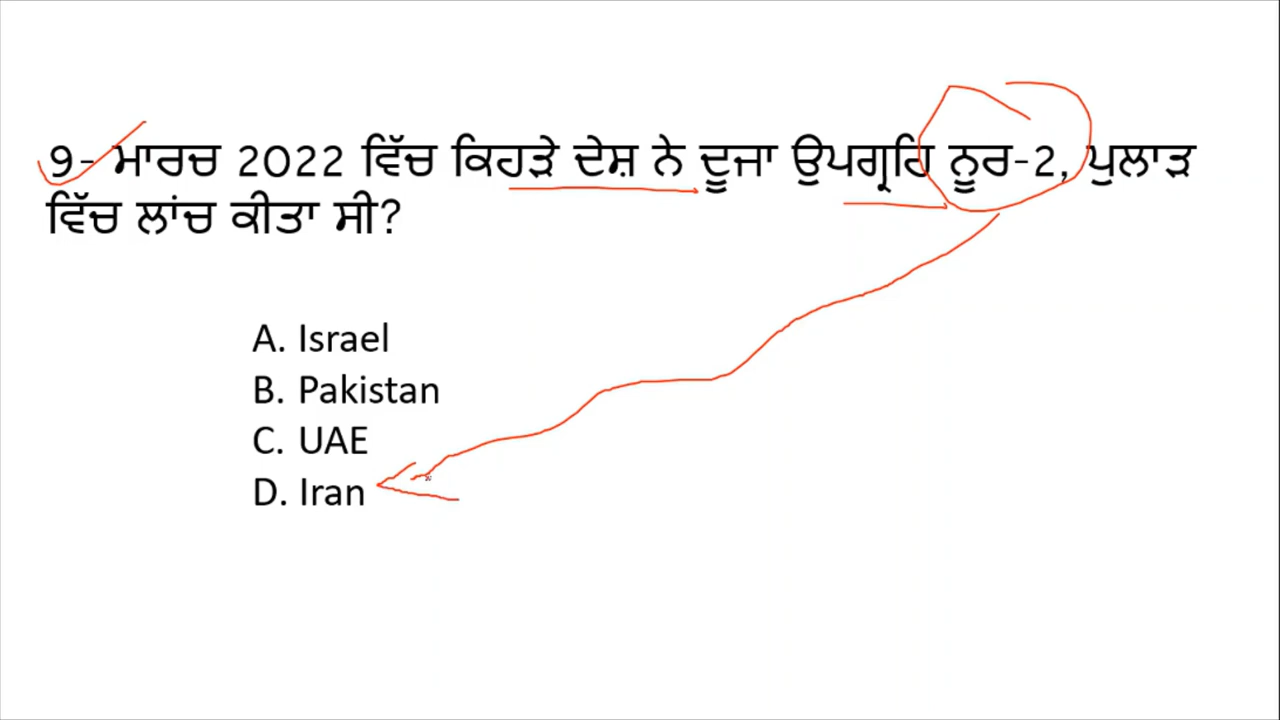 9- ਮਾਰਚ 2022 ਵਿੱਚ ਕਿਹੜੇ ਦੇਸ਼ ਨੇ ਦੂਜਾ ਉਪਗ੍ਰਹਿ ਨੂਰ-2, ਪੁਲਾੜ
ਵਿੱਚ ਲਾਂਚ ਕੀਤਾ ਸੀ?
A. Israel
B. Pakistan
C. UAE
D. Iran